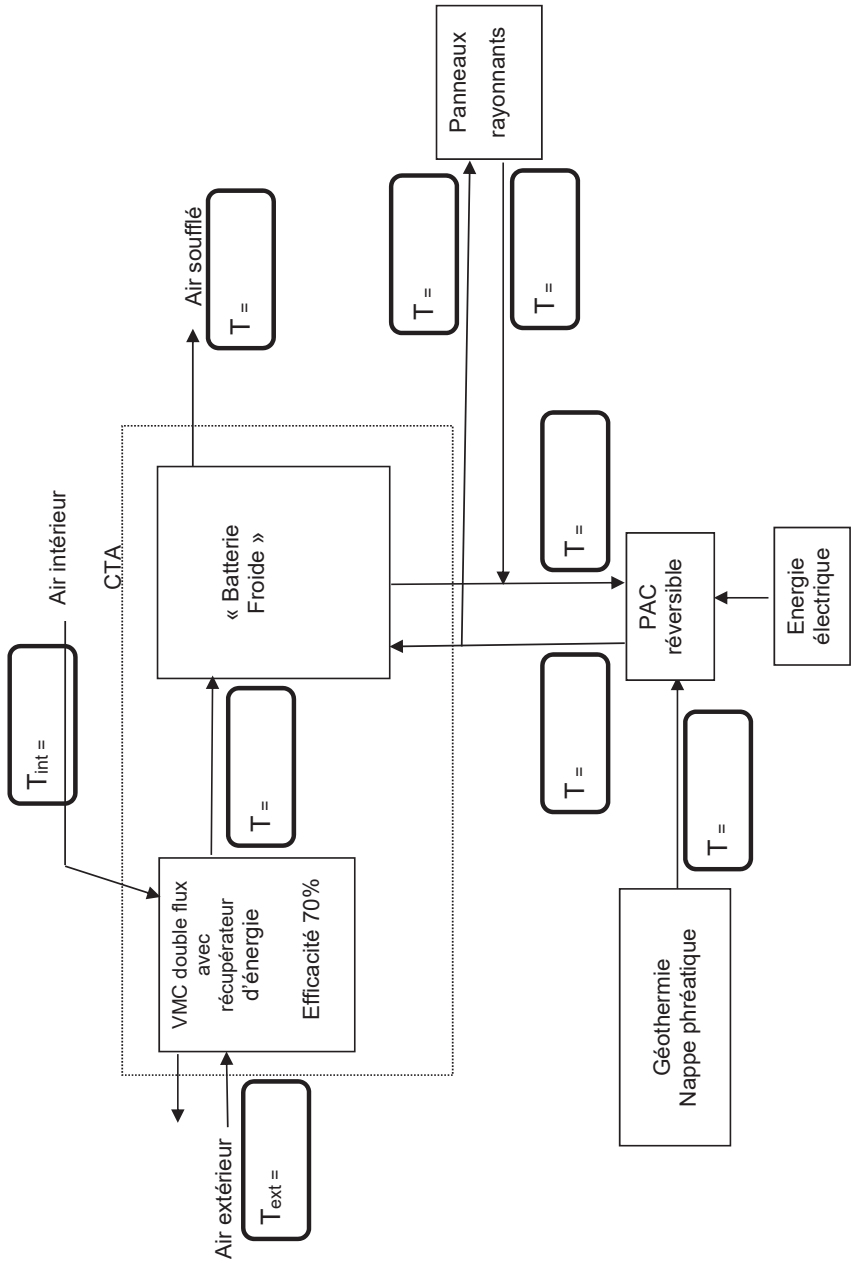 Air intérieur
Tint =
CTA
Air extérieur
Text =
VMC double flux
avec
récupérateur
d’énergie
Efficacité 70%
T =
« Batterie
Froide »
Air soufflé
T =
T =
T =
Panneaux
rayonnants
T =
T =
Géothermie
Nappe phréatique
T =
PAC
réversible
Energie
électrique